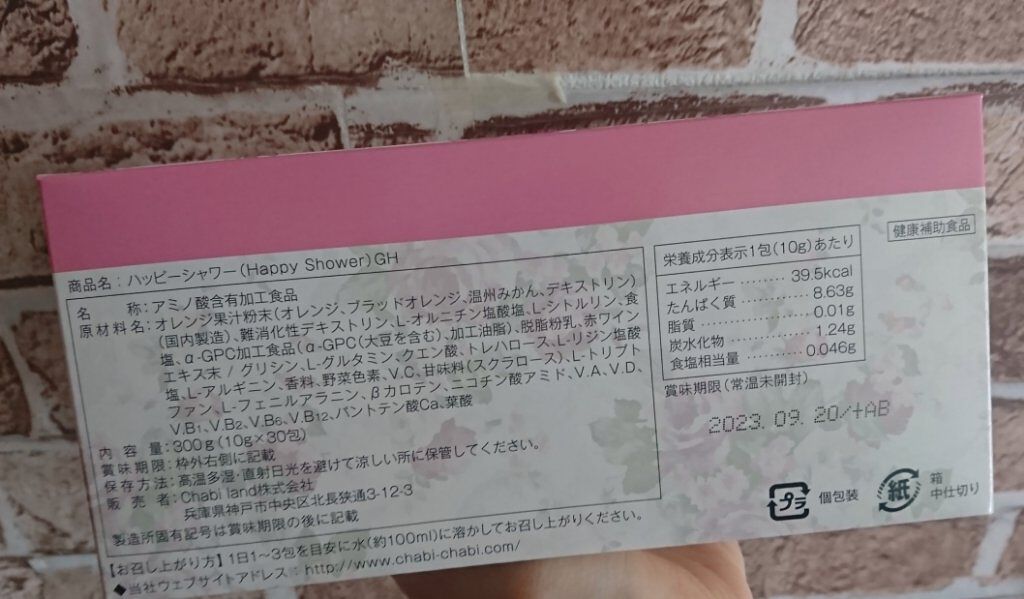 商品名：ハッピーシャワー(Happy Shower)GH
名　　称：アミノ酸含有加工食品
原材料名：オレンジ果汁粉末(オレンジ、ブラッドオレンジ、温州みかん、デキストリン)
(国内製造)、難消化性デキストリン、L-オルニチン塩酸塩、L-シトルリン、食
塩、α-GPC加工食品(α-GPC(大豆を含む)、加工油脂)、脱脂粉乳、赤ワイン
エキス末 / グリシン、L-グルタミン、クエン酸、トレハロース、L-リジン塩酸
塩、L-アルギニン、香料、野菜色素、V.C、甘味料(スクラロース)、L-トリプト
ファン、L-フェニルアラニン、βカロテン、ニコチン酸アミド、V.A、V.D、
V.B1、V.B2、V.B6、V.B12、パントテン酸Ca、葉酸
内 容 量：300g(10g×30包)
賞味期限：枠外右側に記載
保存方法：高温多湿・直射日光を避けて涼しい所に保管してください。
販 売 者：Chabi land株式会社
兵庫県神戸市中央区北長狭通3-12-3
製造所固有記号は賞味期限の後に記載
【お召し上がり方】1日1～3包を目安に水(約100ml)に溶かしてお召し上がりください。
◆当社ウェブサイトアドレス※ http://www.chabi-chabi.com/
健康補助食品
栄養成分表示1包(10g)あたり
エネルギー ········ 39.5kcal
たんぱく質 ·········· 8.63g
脂質 ················ 0.01g
炭水化物 ············ 1.24g
食塩相当量 ········· 0.046g
賞味期限(常温未開封)
2023.09.20/+AB
プラ 個包装
紙 箱
中仕切り